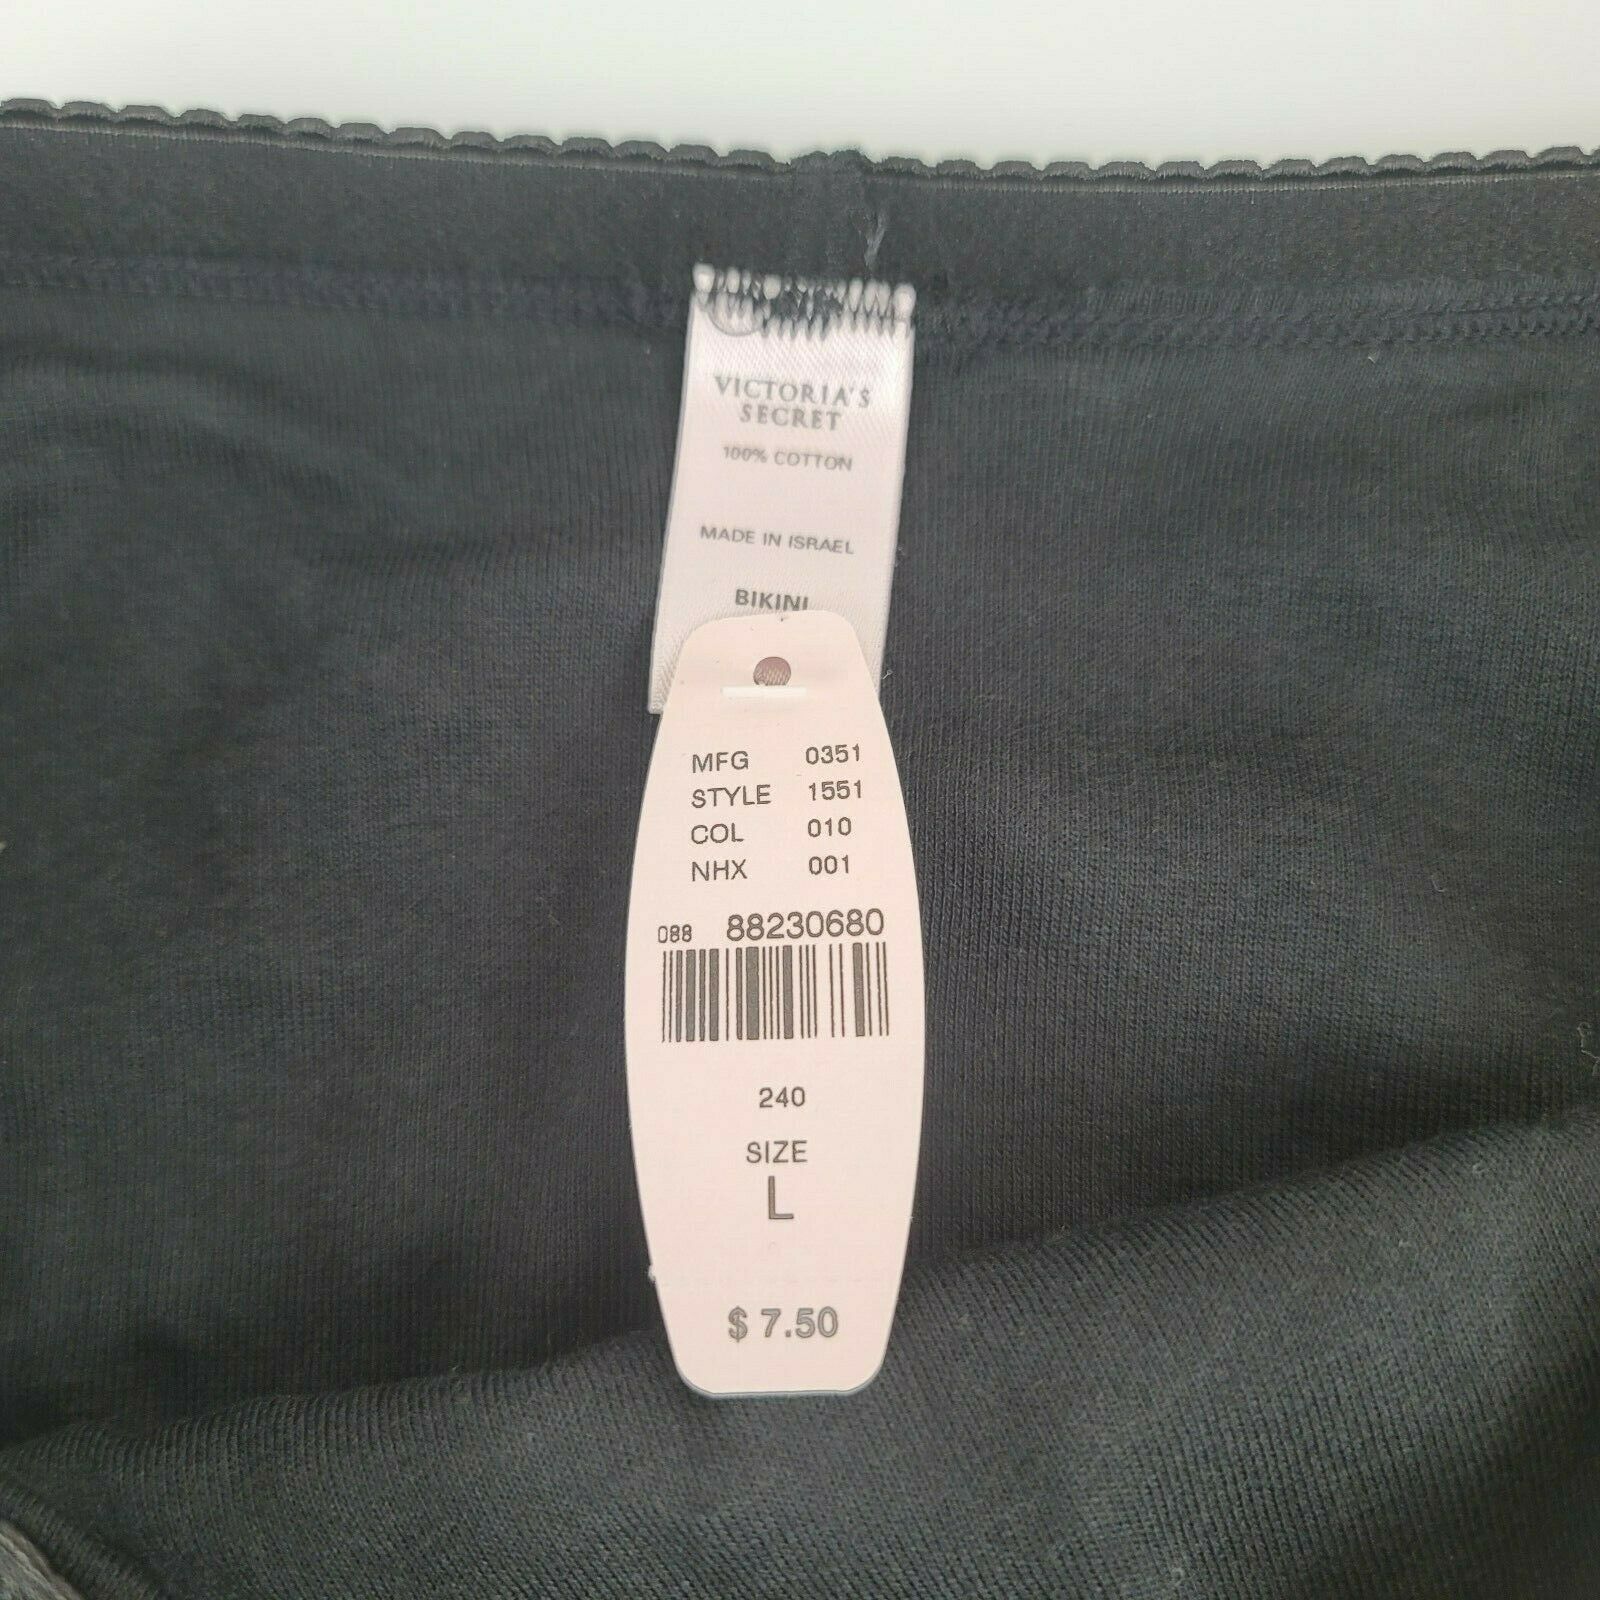 VICTORIA'S
SECRET
100% COTTON
MADE IN ISRAEL
BIKINI
MFG 0351
STYLE 1551
COL 010
NHX 001
088 88230680
240
SIZE
L
$ 7.50